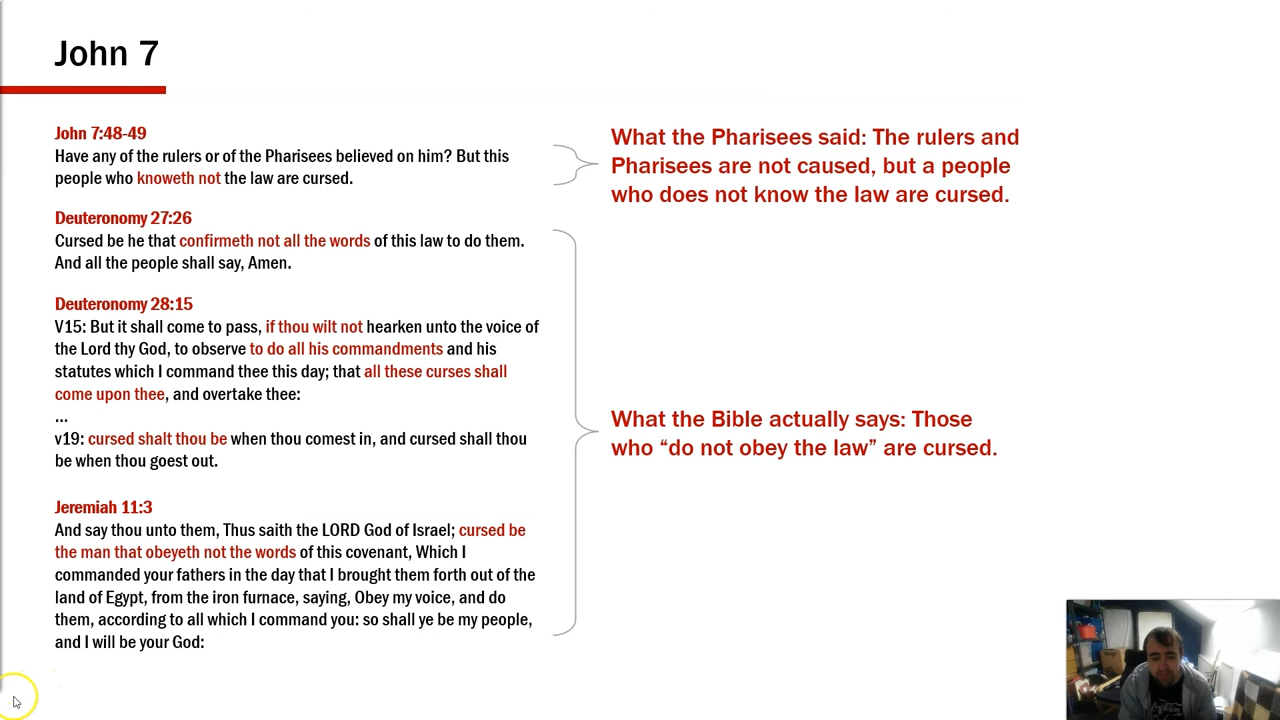 John 7
John 7:48-49
Have any of the rulers or of the Pharisees believed on him? But this
people who knoweth not the law are cursed.
Deuteronomy 27:26
Cursed be he that confirmeth not all the words of this law to do them.
And all the people shall say, Amen.
Deuteronomy 28:15
V15: But it shall come to pass, if thou wilt not hearken unto the voice of
the Lord thy God, to observe to do all his commandments and his
statutes which I command thee this day; that all these curses shall
come upon thee, and overtake thee:
...
v19: cursed shalt thou be when thou comest in, and cursed shall thou
be when thou goest out.
Jeremiah 11:3
And say thou unto them, Thus saith the LORD God of Israel; cursed be
the man that obeyeth not the words of this covenant, Which I
commanded your fathers in the day that I brought them forth out of the
land of Egypt, from the iron furnace, saying, Obey my voice, and do
them, according to all which I command you: so shall ye be my people,
and I will be your God:
What the Pharisees said: The rulers and
Pharisees are not caused, but a people
who does not know the law are cursed.
What the Bible actually says: Those
who “do not obey the law” are cursed.